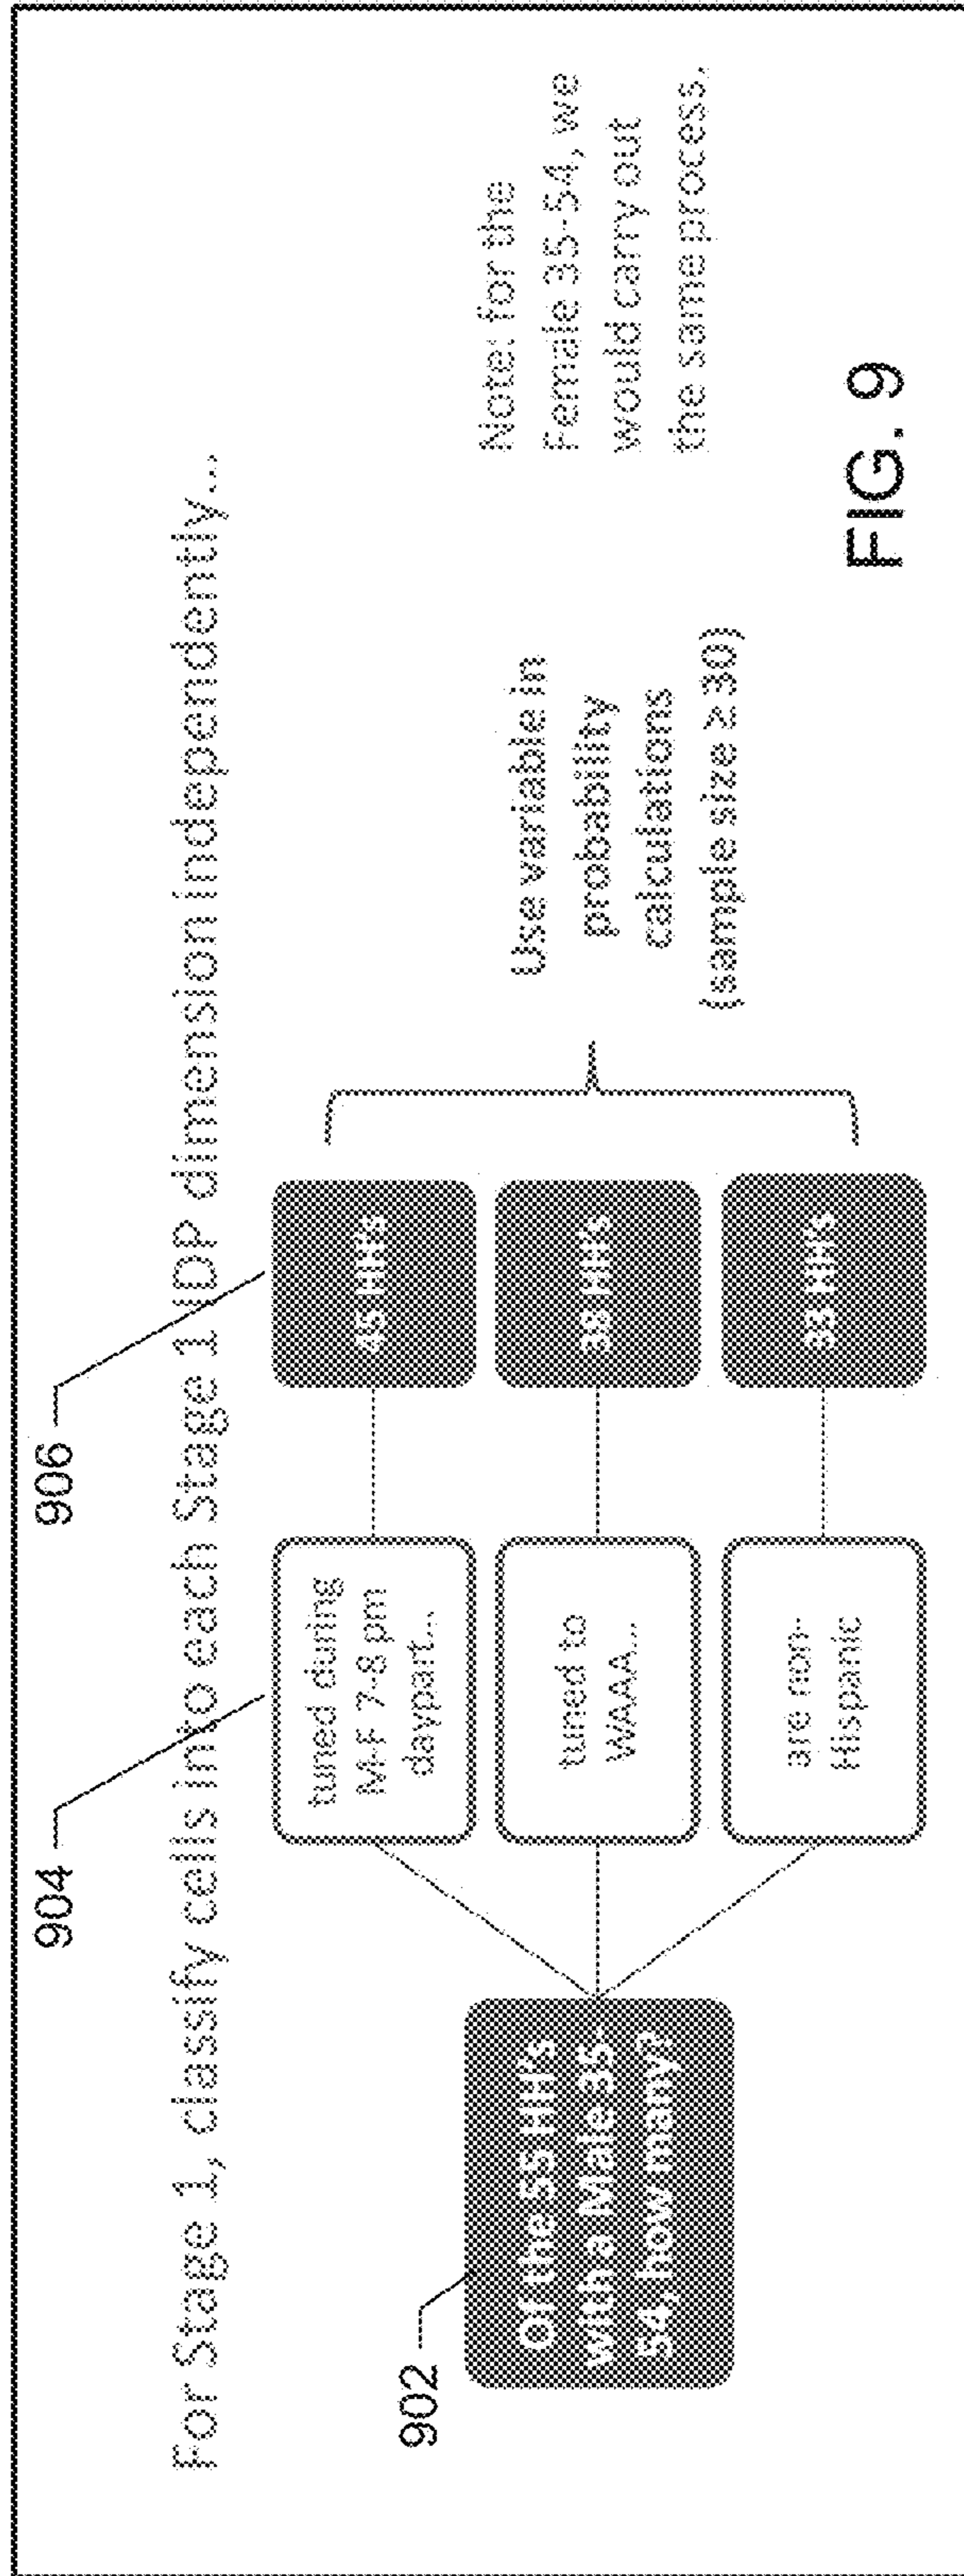 906
904
For Stage 1, classify cells into each Stage 1 IDP dimension independently...
902
Of the 55 HH's
with a Male 35-
54, how many?
tuned during
M-F 7-8 pm
daypart...
45 HH's
tuned to
WAAA...
HH's
are non-
Hispanic
HH's
Use variable in
probability
calculations
(sample size ≥ 30)
Note: for the
Female 35-54, we
would carry out
the same process.
FIG. 9